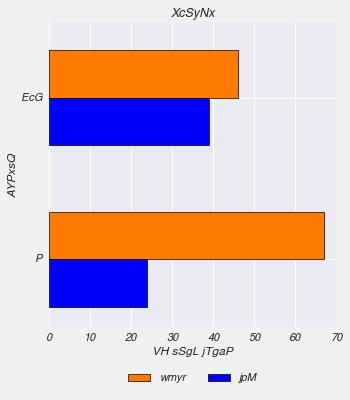 XcSyNx
AYPxsQ
EcG
P
0 10 20 30 40 50 60 70
VH sSgL jTgaP
wmyr jpM